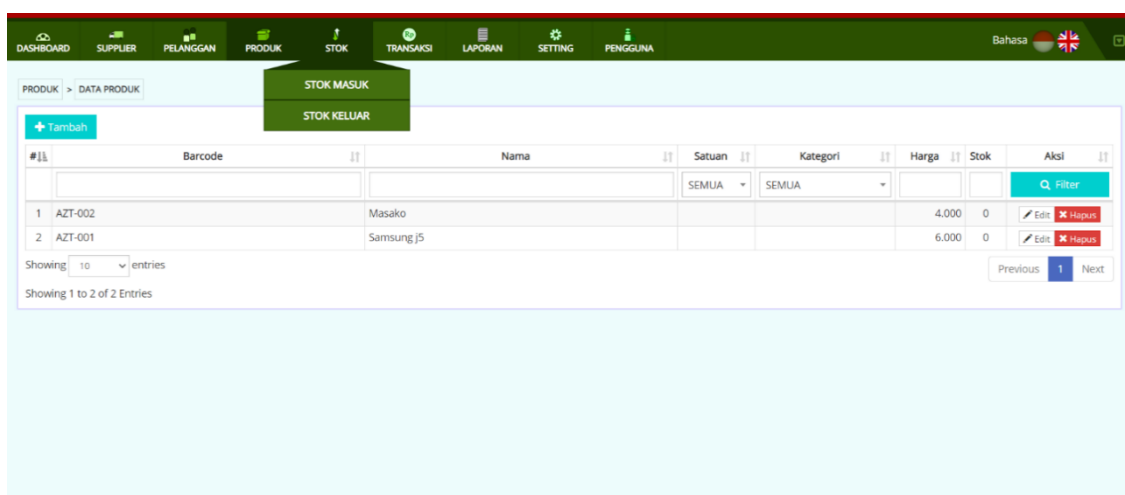 DASHBOARD SUPPLIER PELANGGAN PRODUK STOK Rp TRANSAKSI LAPORAN SETTING PENGGUNA Bahasa
STOK MASUK
STOK KELUAR
PRODUK > DATA PRODUK
Tambah
# Barcode Nama Satuan Kategori Harga Stok Aksi
SEMUA SEMUA Filter
1 AZT-002 Masako 4.000 0 Edit Hapus
2 AZT-001 Samsung j5 6.000 0 Edit Hapus
Showing 10 entries Previous 1 Next
Showing 1 to 2 of 2 Entries